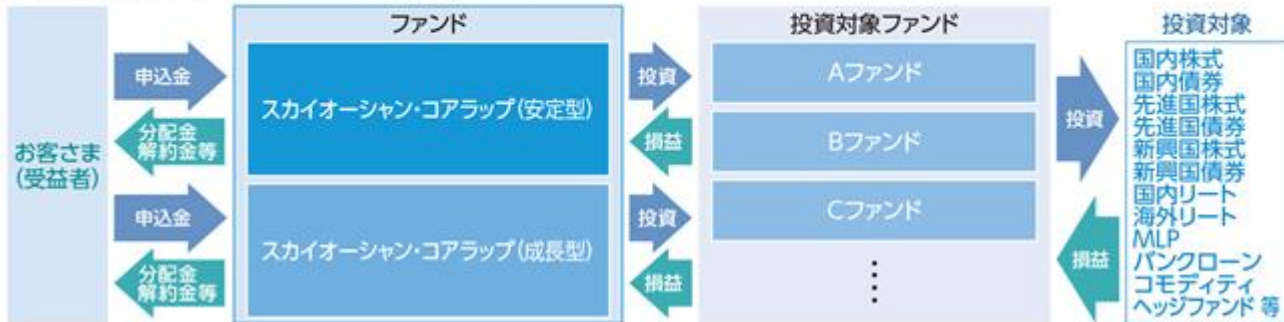 ファンド
投資対象ファンド
投資対象
お客さま
(受益者)
申込金
分配金
解約金等
申込金
分配金
解約金等
スカイオーシャン・コアラップ(安定型)
スカイオーシャン・コアラップ(成長型)
投資
損益
投資
損益
Aファンド
Bファンド
Cファンド
投資
損益
国内株式
国内債券
先進国株式
先進国債券
新興国株式
新興国債券
国内リート
海外リート
MLP
バンクローン
コモディティ
ヘッジファンド 等